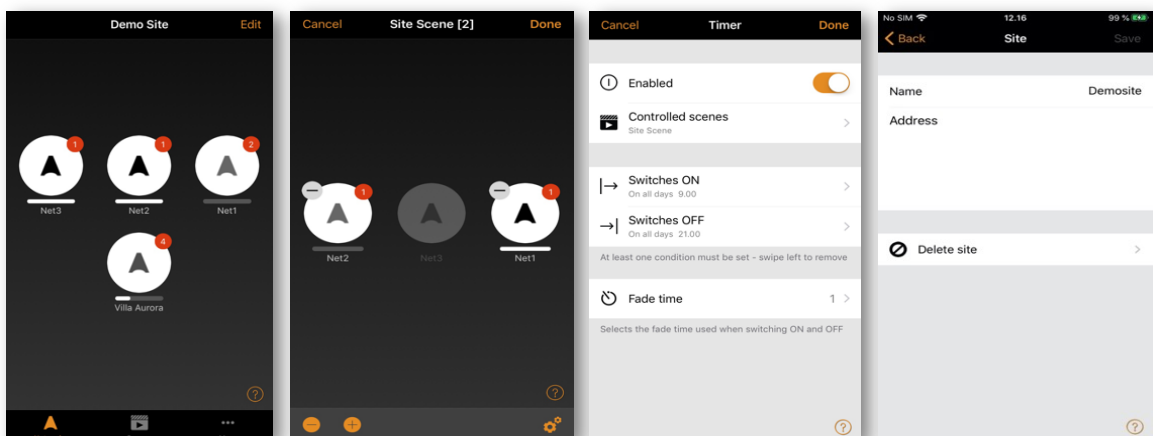 Demo Site
Edit
1
1
2
Net3
Net2
Net1
4
Villa Aurora
?
Cancel
Site Scene [2]
Done
1
1
Net2
Net3
Net1
?
Cancel
Timer
Done
Enabled
Controlled scenes
Site Scene
Switches ON
On all days 9.00
Switches OFF
On all days 21.00
At least one condition must be set - swipe left to remove
Fade time
1
Selects the fade time used when switching ON and OFF
?
No SIM
12.16
99 %
Back
Site
Save
Name
Demosite
Address
Delete site
?